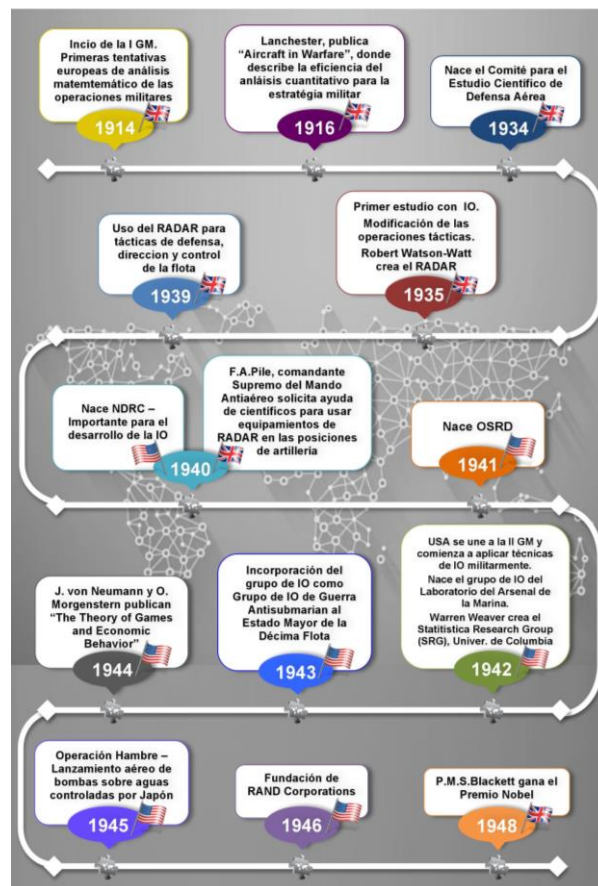 Incio de la I GM.
Primeras tentativas
europeas de análisis
matemtemático de
las operaciones militares
1914
Lanchester, publica
“Aircraft in Warfare”, donde
describe la eficiencia del
anláisis cuantitativo para la
estratégia militar
1916
Nace el Comité para el
Estudio Científico de
Defensa Aérea
1934
Primer estudio con IO.
Modificación de las
operaciones tácticas.
Robert Watson-Watt
crea el RADAR
1935
Uso del RADAR para
tácticas de defensa,
direccion y control
de la flota
1939
Nace NDRC –
Importante para el
desarrollo de la IO
F.A.Pile, comandante
Supremo del Mando
Antiaéreo solicita ayuda
de científicos para usar
equipamientos de
RADAR en las posiciones
de artilleria
1940
Nace OSRD
1941
USA se une a la II GM y
comienza a aplicar técnicas
de IO militarmente.
Nace el grupo de IO del
Laboratorio del Arsenal de
la Marina.
Warren Weaver crea el
Statitistica Research Group
(SRG), Univer. de Columbia
1942
Incorporación del
grupo de IO como
Grupo de IO de Guerra
Antisubmarian al
Estado Mayor de la
Décima Flota
1943
J. von Neumann y O.
Morgenstern publican
“The Theory of Games
and Economic
Behavior”
1944
Operación Hambre –
Lanzamiento aéreo de
bombas sobre aguas
controladas por Japón
1945
Fundación de
RAND Corporations
1946
P.M.S.Blackett gana el
Premio Nobel
1948